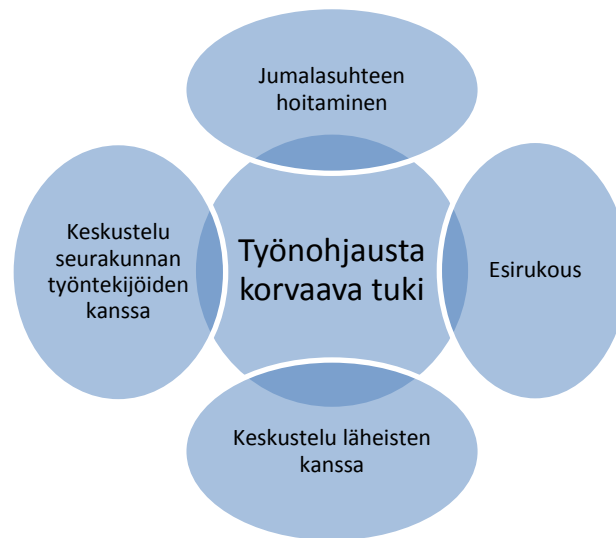 Jumalasuhteen
hoitaminen
Keskustelu
seurakunnan
työntekijöiden
kanssa
Työnohjausta
korvaava tuki
Esirukous
Keskustelu läheisten
kanssa